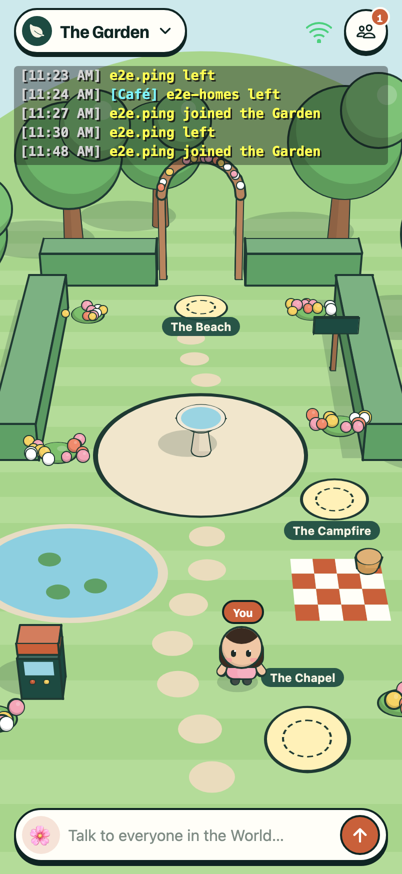 The Garden
1
[11:23 AM] e2e.ping left
[11:24 AM] [Café] e2e-homes left
[11:27 AM] e2e.ping joined the Garden
[11:30 AM] e2e.ping left
[11:48 AM] e2e.ping joined the Garden
The Beach
The Campfire
You
The Chapel
Talk to everyone in the World...